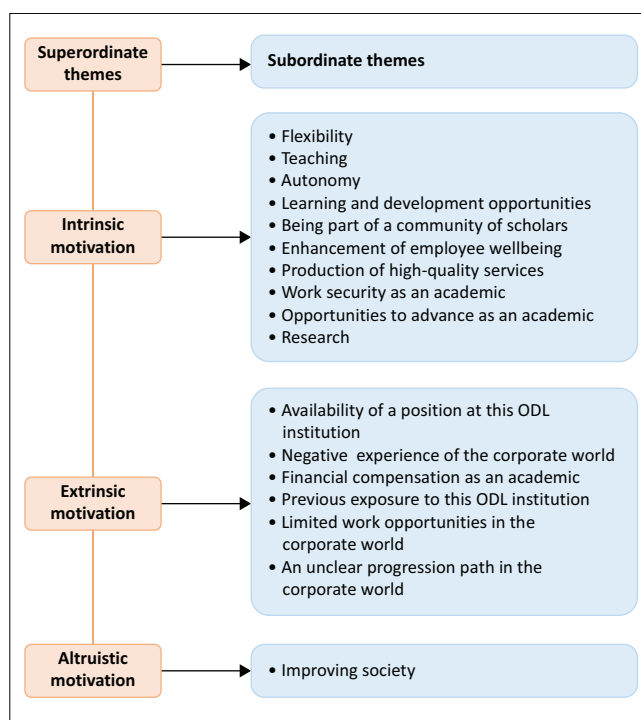 Superordinate
themes
Subordinate themes
Intrinsic
motivation
• Flexibility
• Teaching
• Autonomy
• Learning and development opportunities
• Being part of a community of scholars
• Enhancement of employee wellbeing
• Production of high-quality services
• Work security as an academic
• Opportunities to advance as an academic
• Research
Extrinsic
motivation
• Availability of a position at this ODL
institution
• Negative experience of the corporate world
• Financial compensation as an academic
• Previous exposure to this ODL institution
• Limited work opportunities in the
corporate world
• An unclear progression path in the
corporate world
Altruistic
motivation
• Improving society